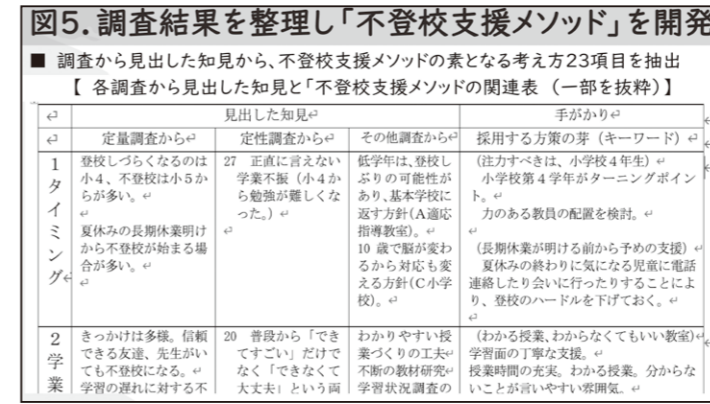 図5.調査結果を整理し「不登校支援メソッド」を開発
■ 調査から見出した知見から、不登校支援メソッドの素となる考え方23項目を抽出
【 各調査から見出した知見と「不登校支援メソッドの関連表 （一部を抜粋）】
見出した知見↵ 手がかり↵
定量調査から↵ 定性調査から↵ その他調査から↵ 採用する方策の芽（キーワード）↵
1タイミング↵
登校しづらくなるのは
小4、不登校は小5か
らが多い。↵
↵
夏休みの長期休業明け
から不登校が始まる場
合が多い。↵
↵
27 正直に言えない
学業不振（小4か
ら勉強が難しくな
った。）↵
↵
低学年は、登校し
ぶりの可能性が
あり、基本学校に
返す方針(A適応
指導教室)。↵
10 歳で脳が変わ
るから対応も変
える方針(C小学
校)。↵
（注力すべきは、小学校4年生）↵
小学校第4学年がターニングポイン
ト。↵
力のある教員の配置を検討。↵
↵
（長期休業が明ける前から予めの支援）↵
夏休みの終わりに気になる児童に電話
連絡したり会いに行ったりすることによ
り、登校のハードルを下げておく。↵
↵
2学業
きっかけは多様。信頼
できる友達、先生がい
ても不登校になる。↵
学習の遅れに対する不
20 普段から「でき
てすごい」だけで
なく「できなくて
大丈夫」という両
わかりやすい授
業づくりの工夫↵
不断の教材研究↵
学習状況調査の
（わかる授業、わからなくてもいい教室）↵
学習面の丁寧な支援。↵
授業時間の充実。わかる授業。分からな
いことが言いやすい雰囲気。↵